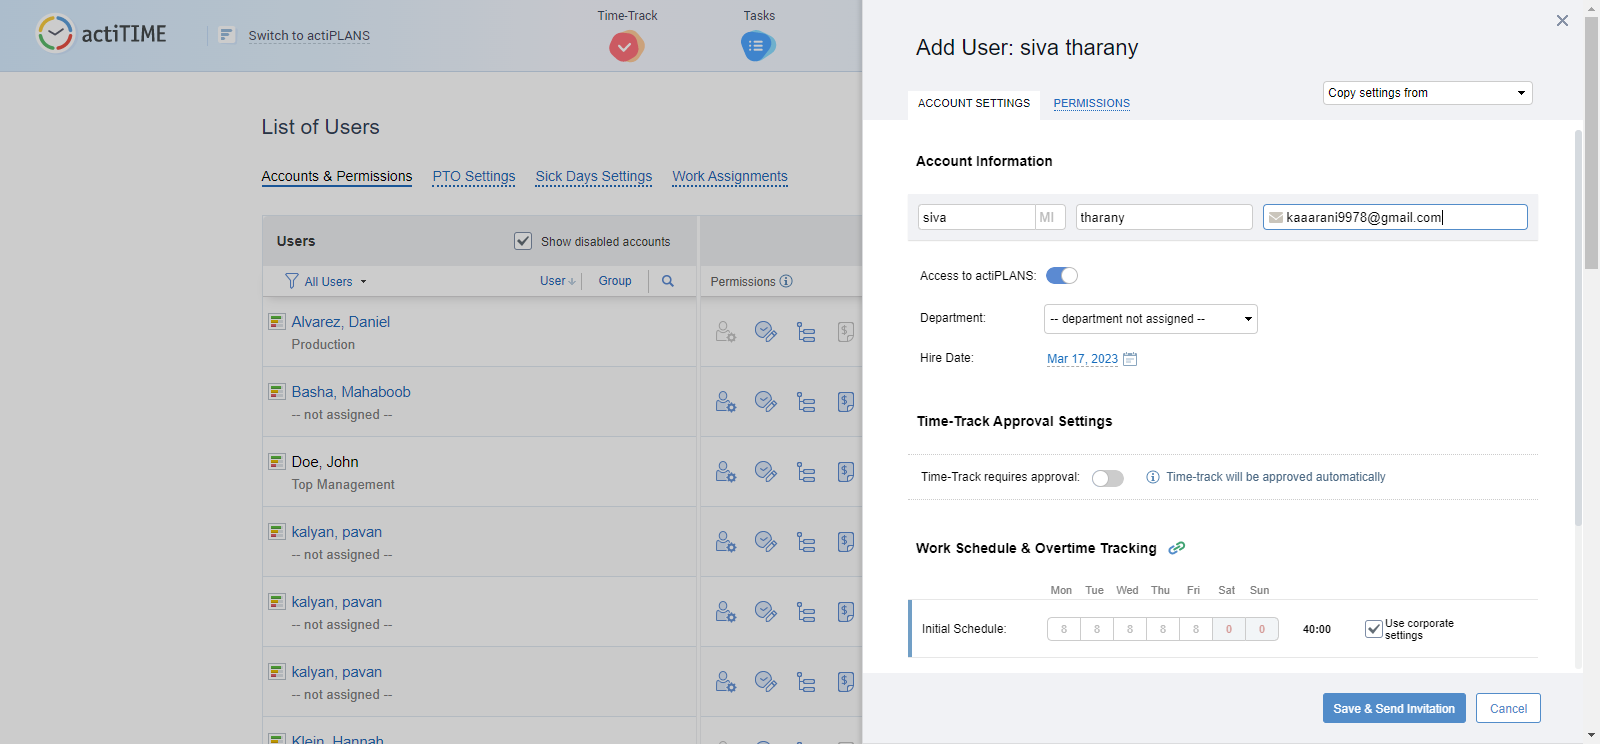 actiTIME
Switch to actiPLANS
Time-Track
Tasks
List of Users
Accounts & Permissions
PTO Settings
Sick Days Settings
Work Assignments
Users
Show disabled accounts
All Users
User
Group
Permissions
Alvarez, Daniel
Production
Basha, Mahaboob
-- not assigned --
Doe, John
Top Management
kalyan, pavan
-- not assigned --
kalyan, pavan
-- not assigned --
kalyan, pavan
-- not assigned --
Klein, Hannah
Add User: siva tharany
ACCOUNT SETTINGS
PERMISSIONS
Copy settings from
Account Information
siva
MI
tharany
kaaarani9978@gmail.com
Access to actiPLANS:
Department:
-- department not assigned --
Hire Date:
Mar 17, 2023
Time-Track Approval Settings
Time-Track requires approval:
Time-track will be approved automatically
Work Schedule & Overtime Tracking
Mon Tue Wed Thu Fri Sat Sun
Initial Schedule:
8 8 8 8 8 0 0
40:00
Use corporate
settings
Save & Send Invitation
Cancel